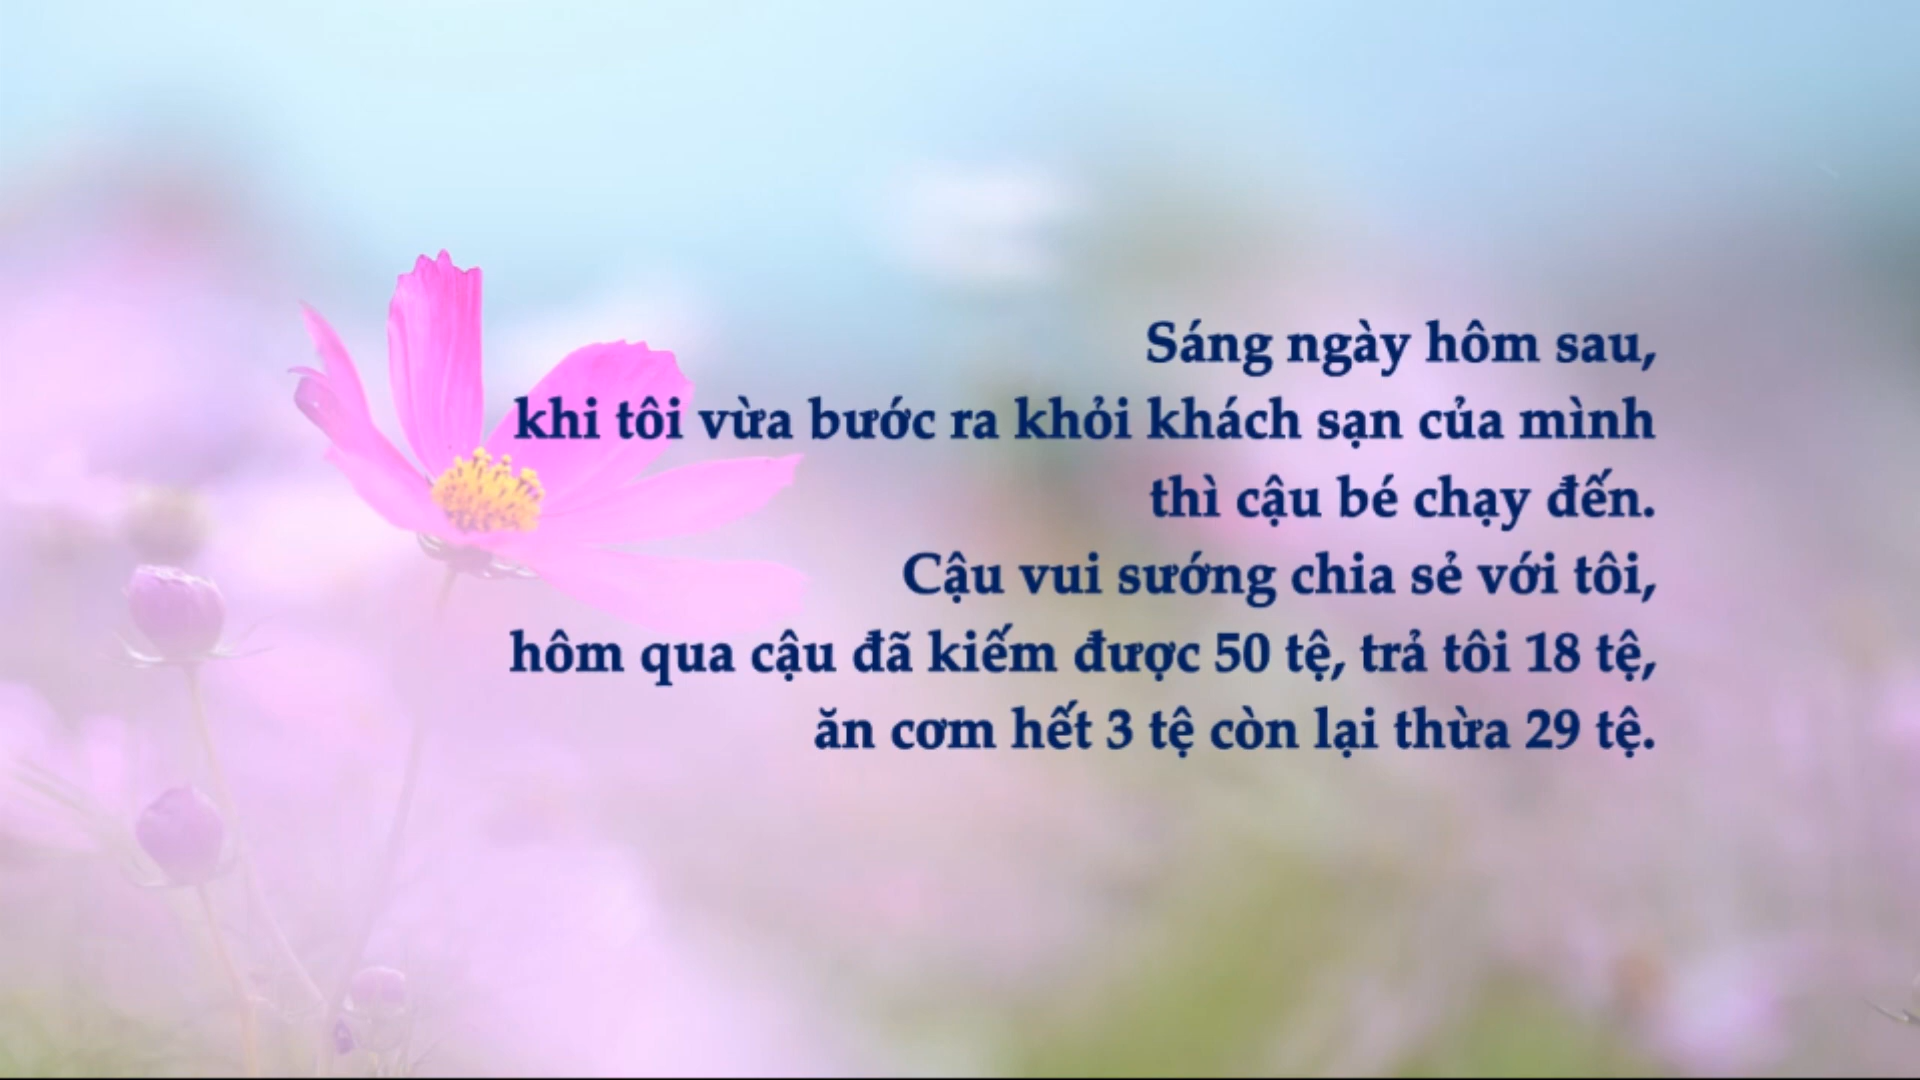 Sáng ngày hôm sau,
khi tôi vừa bước ra khỏi khách sạn của mình
thì cậu bé chạy đến.
Cậu vui sướng chia sẻ với tôi,
hôm qua cậu đã kiếm được 50 tệ, trả tôi 18 tệ,
ăn cơm hết 3 tệ còn lại thừa 29 tệ.